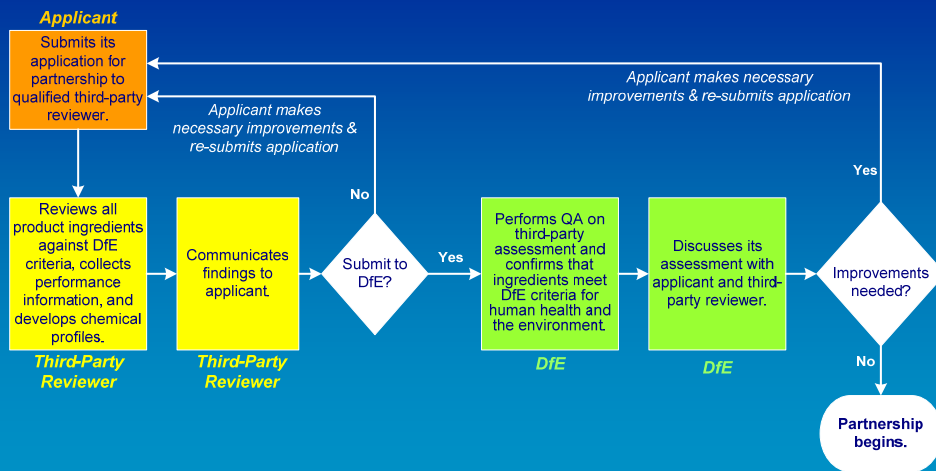 Applicant
Submits its
application for
partnership to
qualified third-party
reviewer.
Applicant makes necessary
improvements & re-submits application
Applicant makes
necessary improvements &
re-submits application
Yes
No
Reviews all
product ingredients
against DfE
criteria, collects
performance
information, and
develops chemical
profiles.
Third-Party
Reviewer
Communicates
findings to
applicant.
Third-Party
Reviewer
Submit to
DfE?
Yes
Performs QA on
third-party
assessment and
confirms that
ingredients meet
DfE criteria for
human health and
the environment.
DfE
Discusses its
assessment with
applicant and third-
party reviewer.
DfE
Improvements
needed?
No
Partnership
begins.